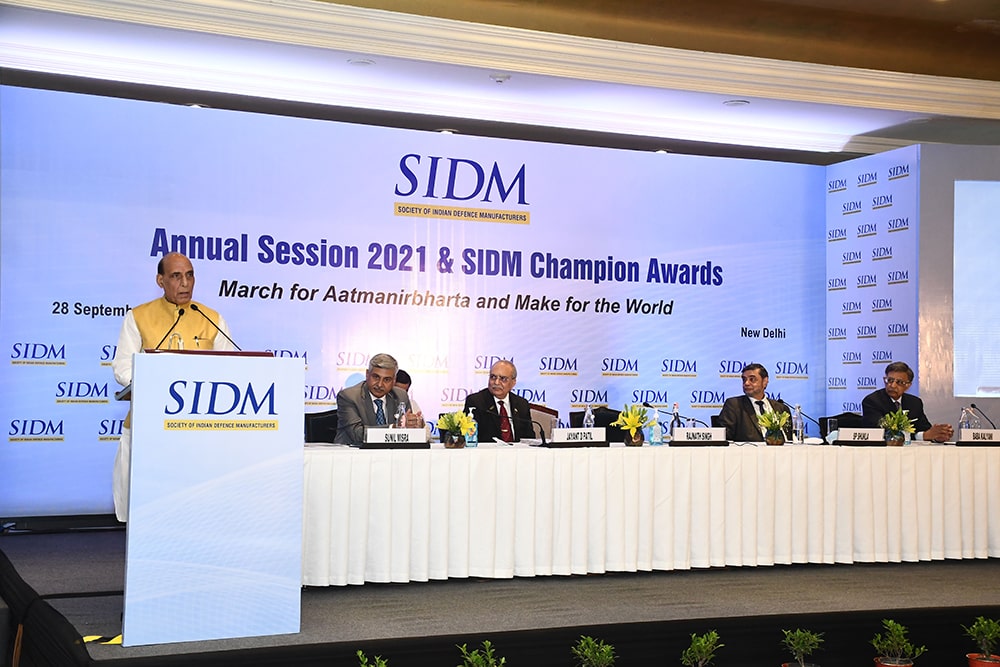 SIDM
SOCIETY OF INDIAN DEFENCE MANUFACTURERS
Annual Session 2021 & SIDM Champion Awards
March for Aatmanirbharta and Make for the World
28 Septem
New Delhi
SIDM
SOCIETY OF INDIAN DEFENCE MANUFACTURERS
SUNIL MISRA
JAYANT D PATIL
RAJNATH SINGH
SP SHUKLA
BABA KALYANI